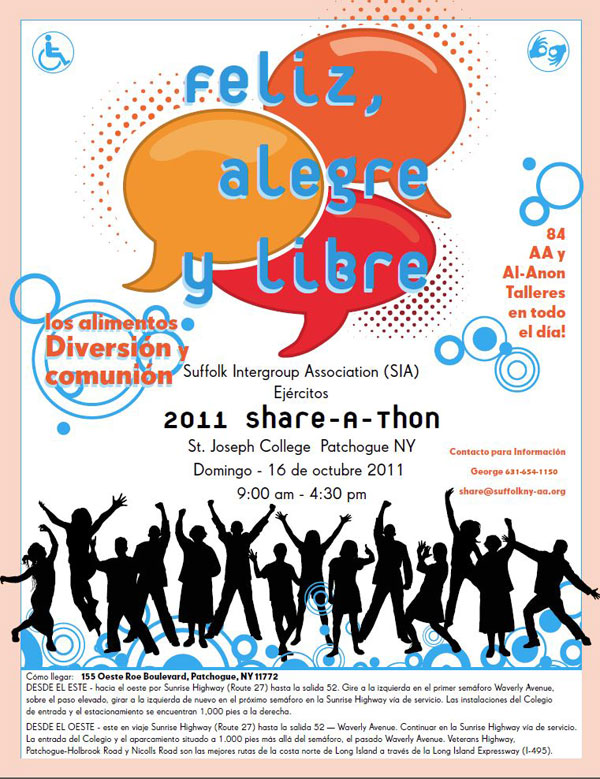 Feliz,
alegre
y libre
84
AA y
Al-Anon
Talleres
en todo
el día!
los alimentos
Diversión y
comunión
Suffolk Intergroup Association (SIA)
Ejércitos
2011 Share-A-Thon
St. Joseph College Patchogue NY
Domingo - 16 de octubre 2011
9:00 am - 4:30 pm
Contacto para Información
George 631-654-1150
share@suffolkny-aa.org
Cómo llegar: 155 Oeste Roe Boulevard, Patchogue, NY 11772
DESDE EL ESTE - hacia el oeste por Sunrise Highway (Route 27) hasta la salida 52. Gire a la izquierda en el primer semáforo Waverly Avenue,
sobre el paso elevado, girar a la izquierda de nuevo en el próximo semáforo en la Sunrise Highway vía de servicio. Las instalaciones del Colegio
de entrada y el estacionamiento se encuentran 1,000 pies a la derecha.
DESDE EL OESTE - este en viaje Sunrise Highway (Route 27) hasta la salida 52 — Waverly Avenue. Continuar en la Sunrise Highway vía de servicio.
La entrada del Colegio y el aparcamiento situado a 1.000 pies más allá del semáforo, el pasado Waverly Avenue. Veterans Highway,
Patchogue-Holbrook Road y Nicolls Road son las mejores rutas de la costa norte de Long Island a través de la Long Island Expressway (I-495).